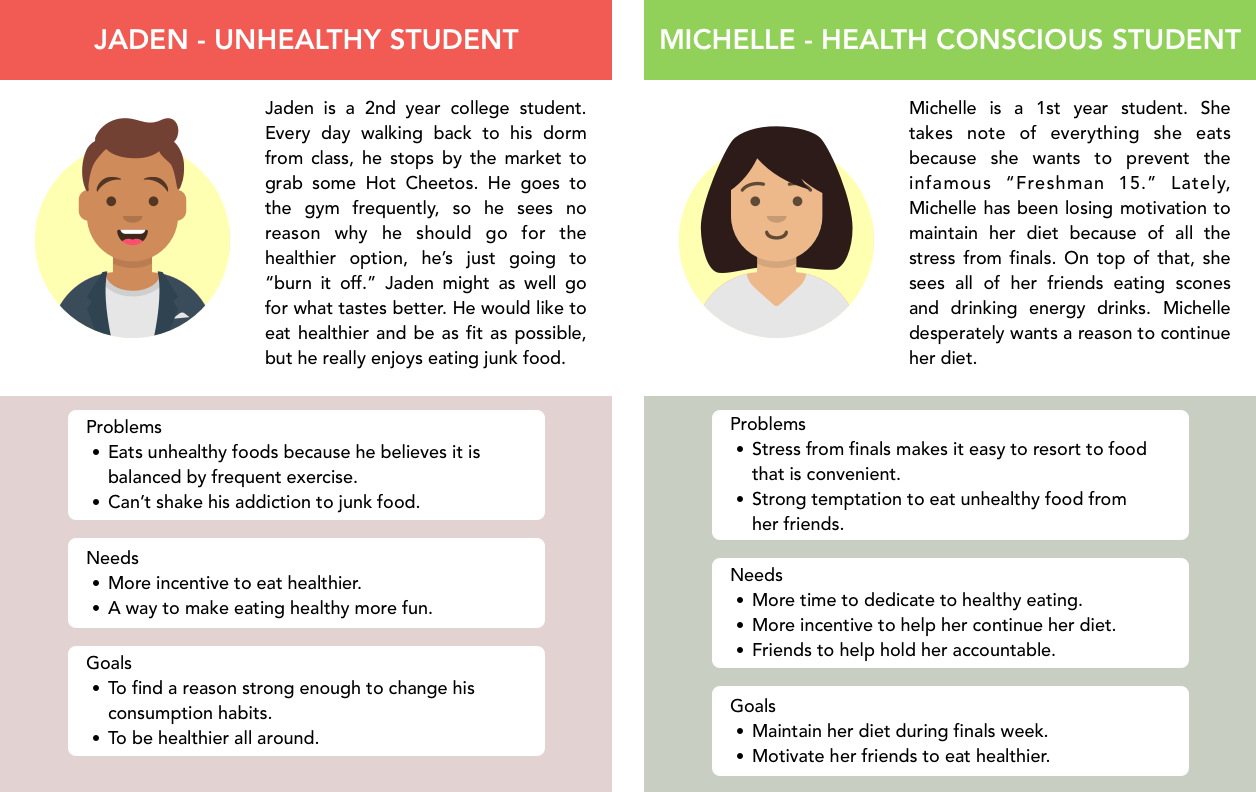 JADEN - UNHEALTHY STUDENT
Jaden is a 2nd year college student.
Every day walking back to his dorm
from class, he stops by the market to
grab some Hot Cheetos. He goes to
the gym frequently, so he sees no
reason why he should go for the
healthier option, he’s just going to
“burn it off.” Jaden might as well go
for what tastes better. He would like to
eat healthier and be as fit as possible,
but he really enjoys eating junk food.
Problems
• Eats unhealthy foods because he believes it is
balanced by frequent exercise.
• Can’t shake his addiction to junk food.
Needs
• More incentive to eat healthier.
• A way to make eating healthy more fun.
Goals
• To find a reason strong enough to change his
consumption habits.
• To be healthier all around.
MICHELLE - HEALTH CONSCIOUS STUDENT
Michelle is a 1st year student. She
takes note of everything she eats
because she wants to prevent the
infamous “Freshman 15.” Lately,
Michelle has been losing motivation to
maintain her diet because of all the
stress from finals. On top of that, she
sees all of her friends eating scones
and drinking energy drinks. Michelle
desperately wants a reason to continue
her diet.
Problems
• Stress from finals makes it easy to resort to food
that is convenient.
• Strong temptation to eat unhealthy food from
her friends.
Needs
• More time to dedicate to healthy eating.
• More incentive to help her continue her diet.
• Friends to help hold her accountable.
Goals
• Maintain her diet during finals week.
• Motivate her friends to eat healthier.